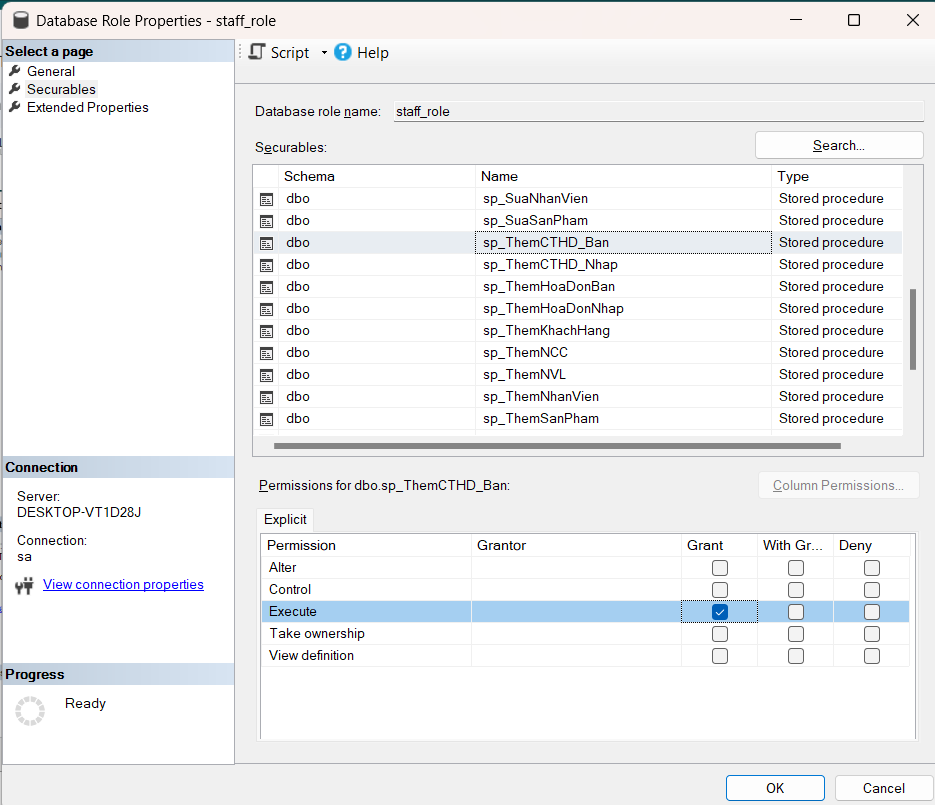 Database Role Properties - staff_role
Select a page
General
Securables
Extended Properties
Script
Help
Database role name: staff_role
Securables:
Search...
Schema Name Type
dbo sp_SuaNhanVien Stored procedure
dbo sp_SuaSanPham Stored procedure
dbo sp_ThemCTHD_Ban Stored procedure
dbo sp_ThemCTHD_Nhap Stored procedure
dbo sp_ThemHoaDonBan Stored procedure
dbo sp_ThemHoaDonNhap Stored procedure
dbo sp_ThemKhachHang Stored procedure
dbo sp_ThemNCC Stored procedure
dbo sp_ThemNVL Stored procedure
dbo sp_ThemNhanVien Stored procedure
dbo sp_ThemSanPham Stored procedure
Connection
Server:
DESKTOP-VT1D28J
Connection:
sa
View connection properties
Progress
Ready
Permissions for dbo.sp_ThemCTHD_Ban:
Column Permissions...
Explicit
Permission Grantor Grant With Gr... Deny
Alter
Control
Execute
Take ownership
View definition
OK
Cancel